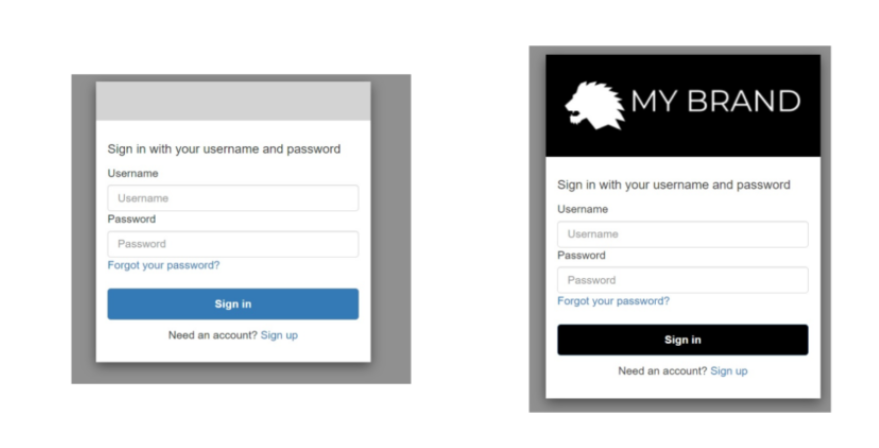 Sign in with your username and password
Username
Username
Password
Password
Forgot your password?
Sign in
Need an account? Sign up
MY BRAND
Sign in with your username and password
Username
Username
Password
Password
Forgot your password?
Sign in
Need an account? Sign up